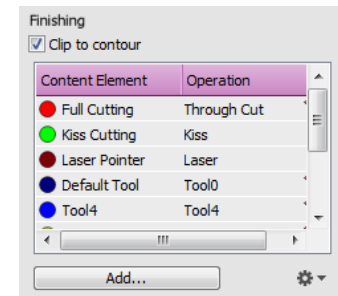 Finishing
Clip to contour
Content Element Operation
Full Cutting Through Cut
Kiss Cutting Kiss
Laser Pointer Laser
Default Tool Tool0
Tool4 Tool4
Add...